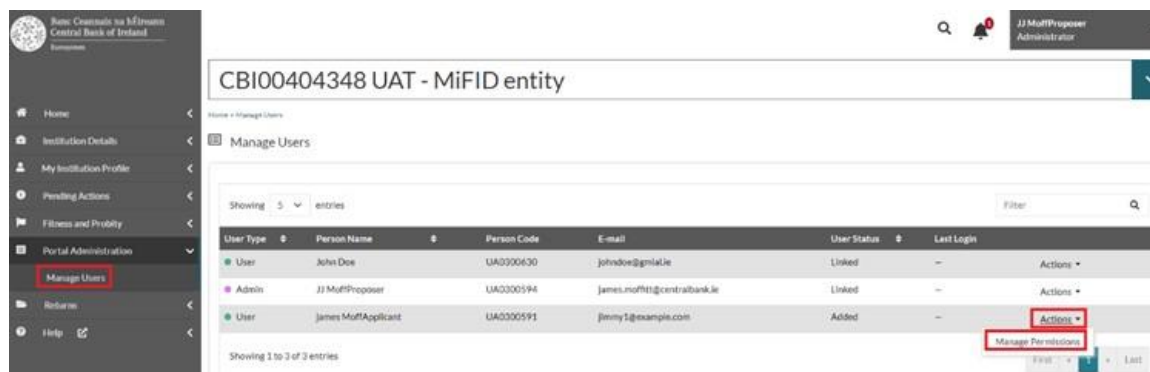 Banc Ceannais na hÉireann
Central Bank of Ireland
Eurosystem
1
JJ MoffProposer
Administrator
CBI00404348 UAT - MiFID entity
Home
Institution Details
My Institution Profile
Pending Actions
Fitness and Probity
Portal Administration
Manage Users
Returns
Help
Home » Manage Users
Manage Users
Showing 5 entries
Filter
User Type Person Name Person Code E-mail User Status Last Login
User John Doe UA0300630 johndoe@gmial.ie Linked — Actions
Admin JJ MoffProposer UA0300594 james.moffitt@centralbank.ie Linked — Actions
User James MoffApplicant UA0300591 jimmy1@example.com Added — Actions
Manage Permissions
Showing 1 to 3 of 3 entries
First « 1 » Last